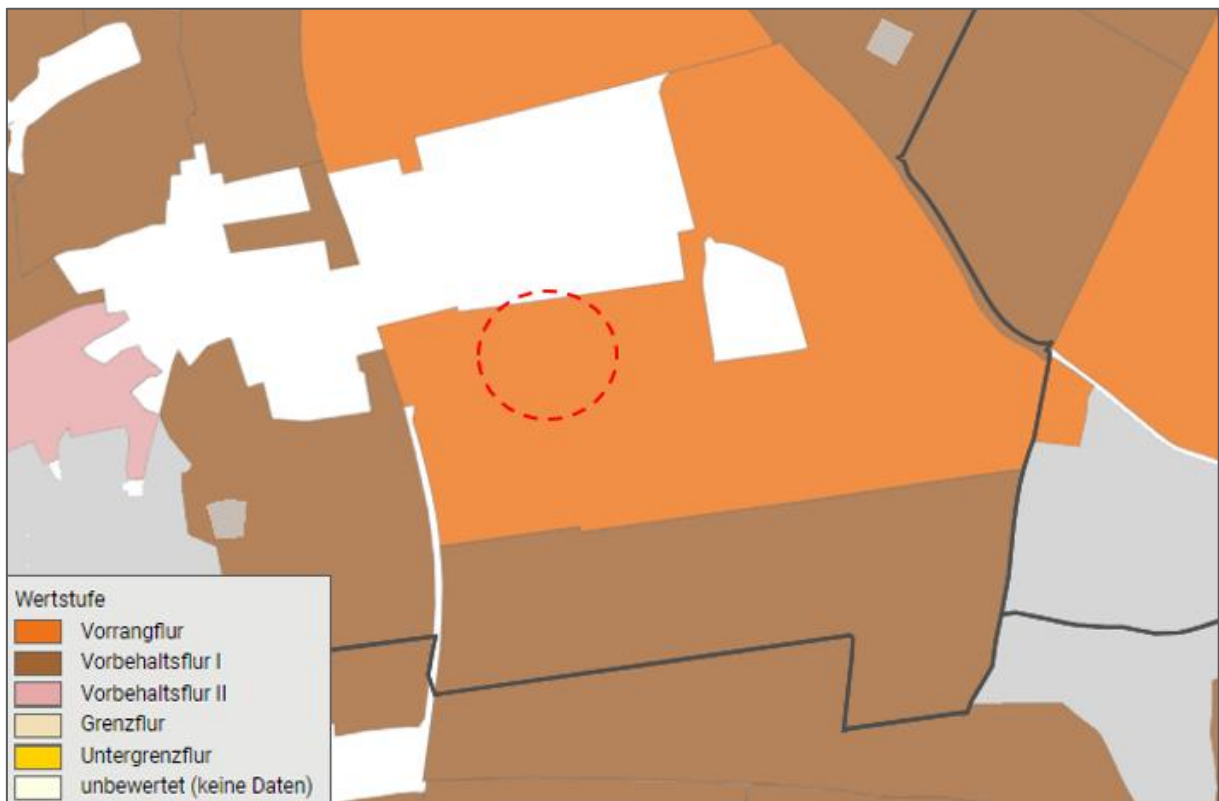 Wertstufe
Vorrangflur
Vorbehaltsflur I
Vorbehaltsflur II
Grenzflur
Untergrenzflur
unbewertet (keine Daten)